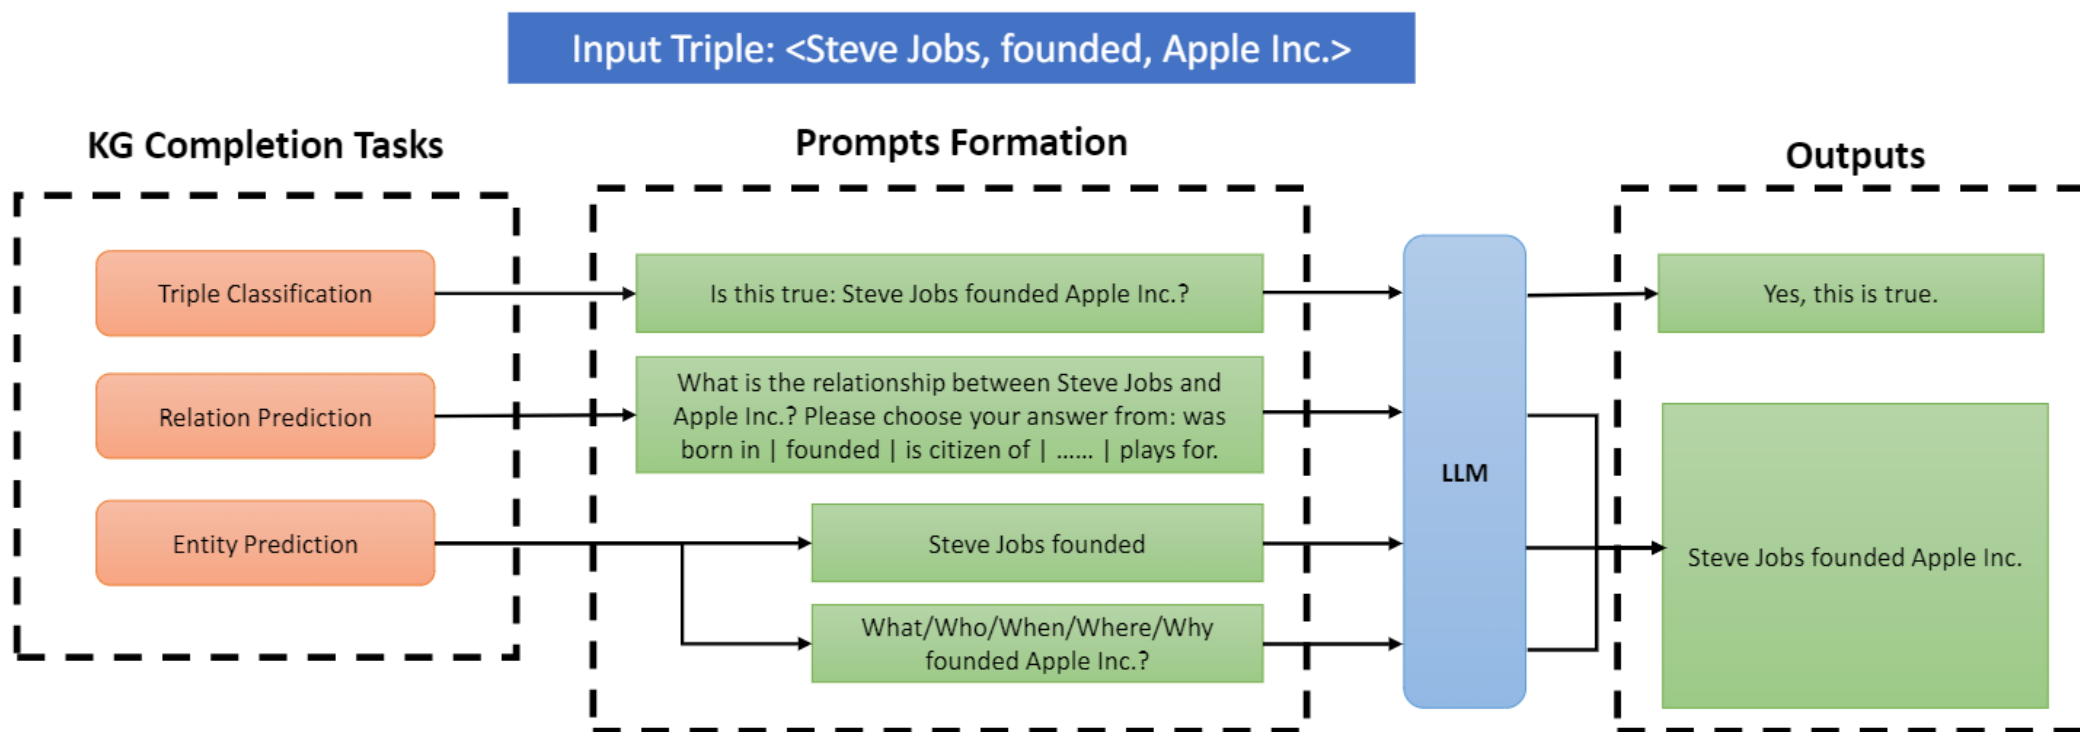 Input Triple: <Steve Jobs, founded, Apple Inc.>
KG Completion Tasks
Prompts Formation
Outputs
Triple Classification
Is this true: Steve Jobs founded Apple Inc.?
Yes, this is true.
Relation Prediction
What is the relationship between Steve Jobs and
Apple Inc.? Please choose your answer from: was
born in | founded | is citizen of | ...... | plays for.
LLM
Entity Prediction
Steve Jobs founded
What/Who/When/Where/Why
founded Apple Inc.?
Steve Jobs founded Apple Inc.